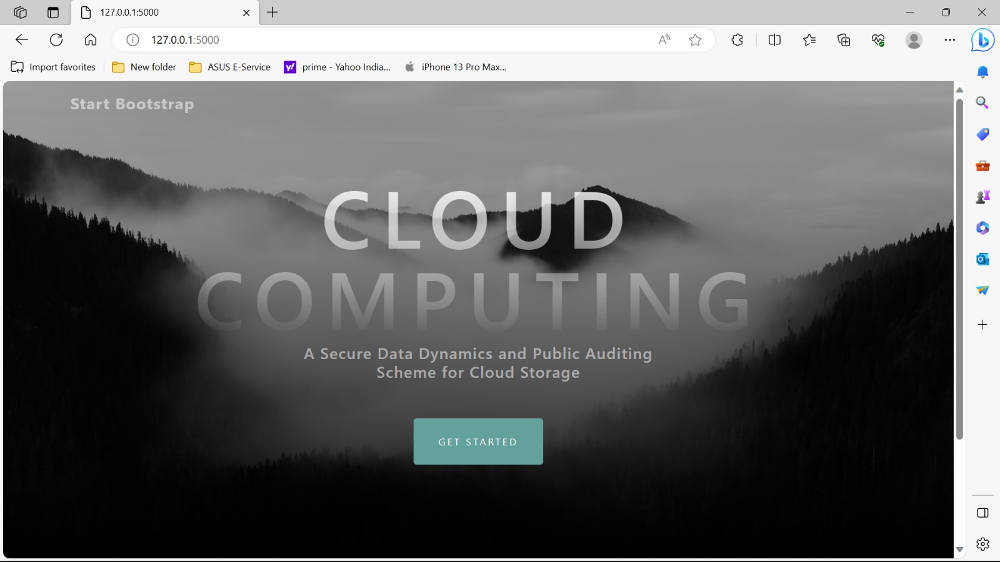 127.0.0.1:5000
127.0.0.1:5000
Import favorites
New folder
ASUS E-Service
prime - Yahoo India...
iPhone 13 Pro Max...
Start Bootstrap
CLOUD
COMPUTING
A Secure Data Dynamics and Public Auditing
Scheme for Cloud Storage
GET STARTED